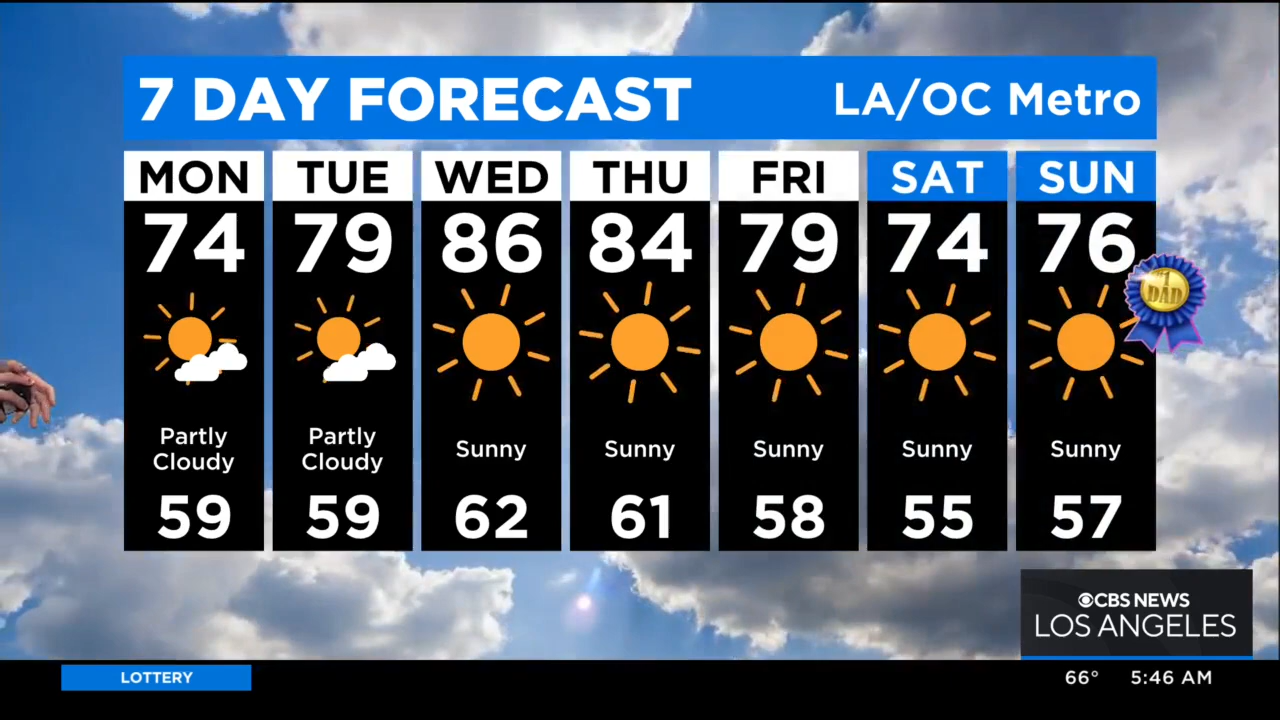 7 DAY FORECAST
LA/OC Metro
MON TUE WED THU FRI SAT SUN
74 79 86 84 79 74 76
#1
DAD
Partly Cloudy
Partly Cloudy
Sunny Sunny Sunny Sunny Sunny
59 59 62 61 58 55 57
CBS NEWS
LOS ANGELES
LOTTERY
66° 5:46 AM